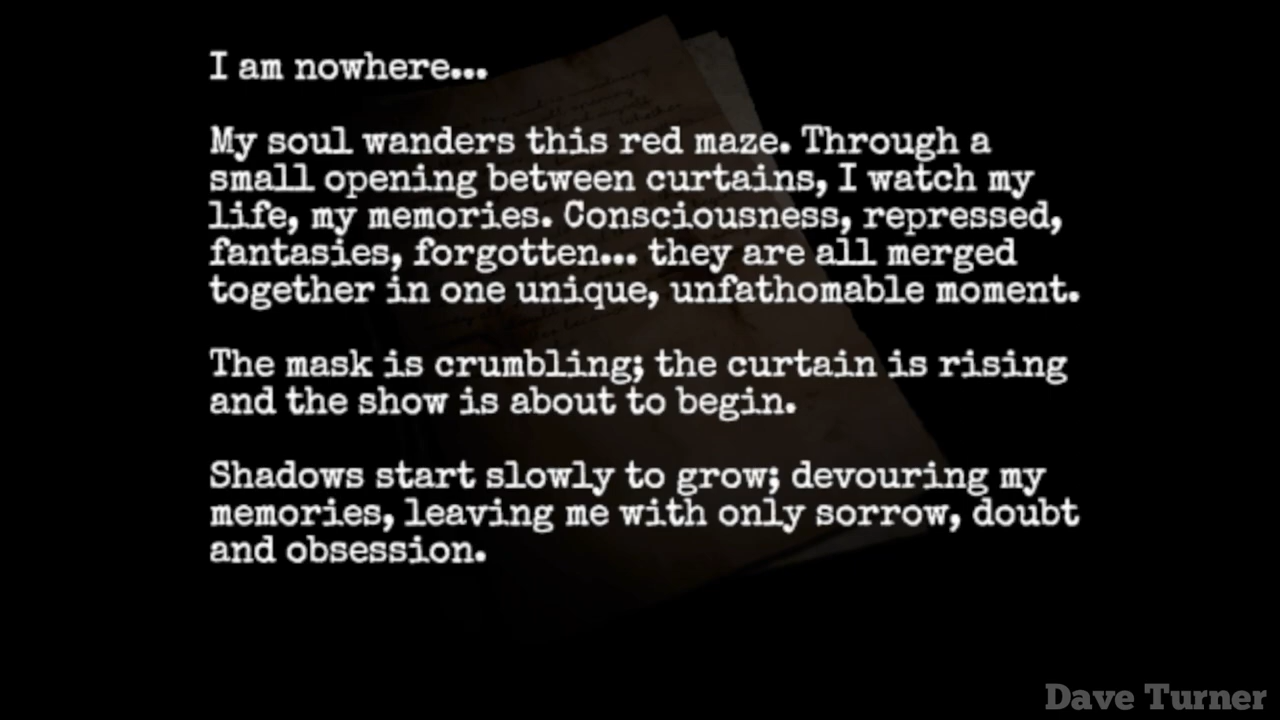 I am nowhere...
My soul wanders this red maze. Through a
small opening between curtains, I watch my
life, my memories. Consciousness, repressed,
fantasies, forgotten... they are all merged
together in one unique, unfathomable moment.
The mask is crumbling; the curtain is rising
and the show is about to begin.
Shadows start slowly to grow; devouring my
memories, leaving me with only sorrow, doubt
and obsession.
Dave Turner